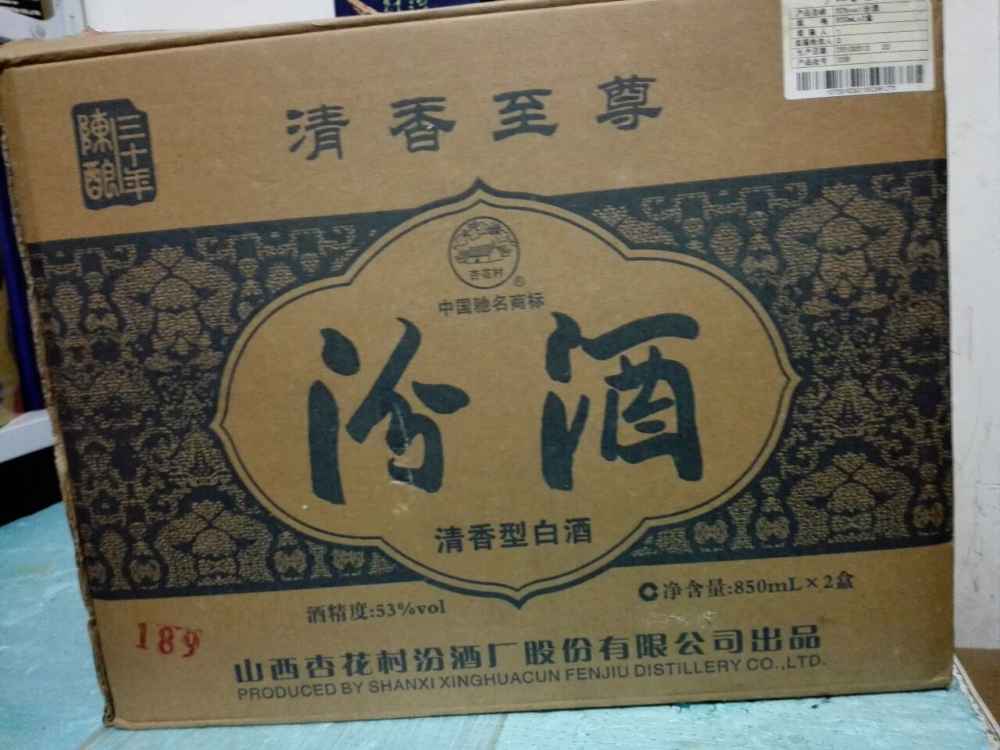 三十年
陳釀
清香至尊
杏花村
®
中国驰名商标
汾酒
清香型白酒
酒精度:53%vol
净含量:850mL×2盒
189
山西杏花村汾酒厂股份有限公司出品
PRODUCED BY SHANXI XINGHUACUN FENJIU DISTILLERY CO.,LTD.